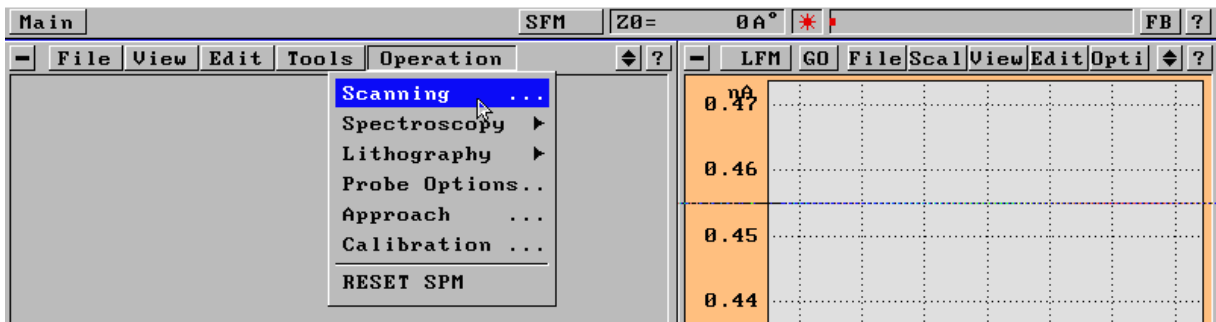 Main SFM Z0= 0A° FB ?
File View Edit Tools Operation ?
LFM GO File Scal View Edit Opti ?
Scanning ...
Spectroscopy
Lithography
Probe Options..
Approach ...
Calibration ...
RESET SPM
nA
0.47
0.46
0.45
0.44